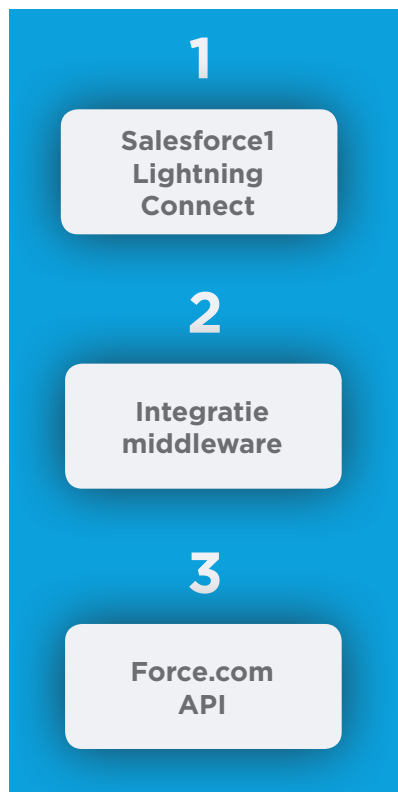 1
Salesforce1
Lightning
Connect
2
Integratie
middleware
3
Force.com
API